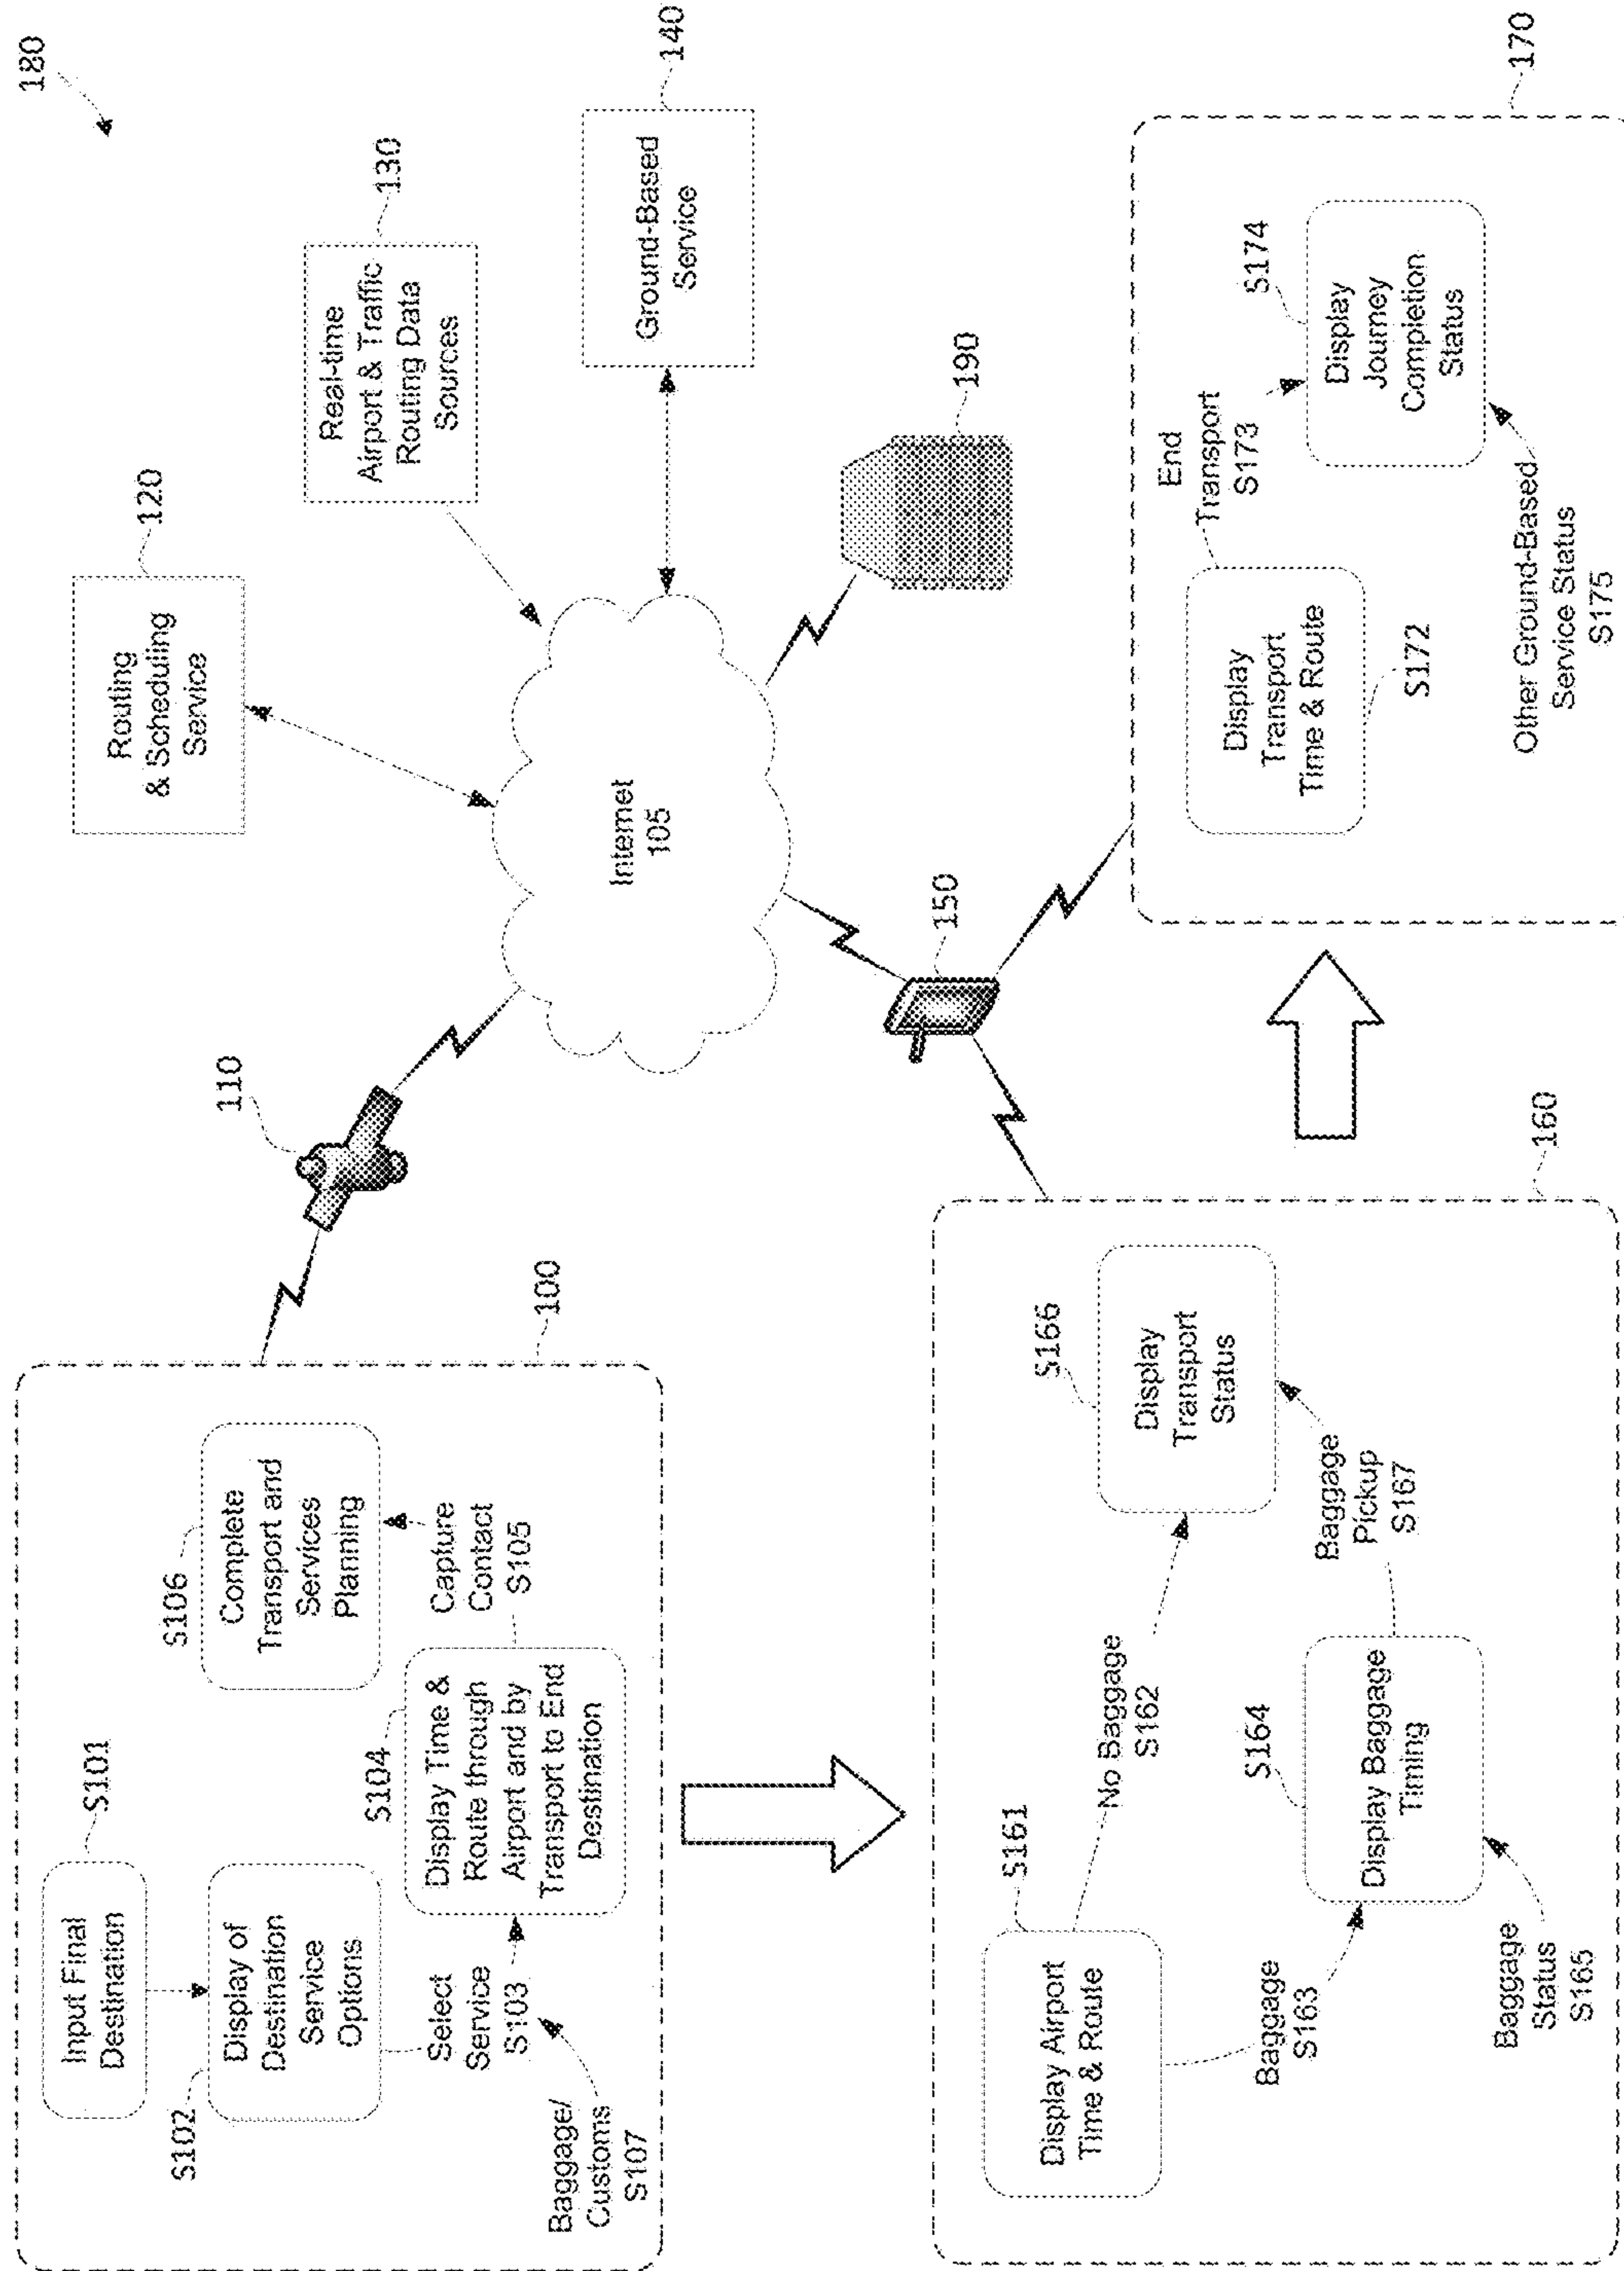 180
S101
Input Final
Destination
S102
Display of
Destination
Service
Options
Select
Service
S103
Baggage/
Customs
S107
S104
Display Time &
Route through
Airport and by
Transport to End
Destination
Capture
Contact
S105
S106
Complete
Transport and
Services
Planning
100
110
Internet
105
120
Routing
& Scheduling
Service
130
Real-time
Airport & Traffic
Routing Data
Sources
140
Ground-Based
Service
190
150
160
S161
Display Airport
Time & Route
No Baggage
S162
Baggage
S163
S164
Display Baggage
Timing
Baggage
Status
S165
S166
Display
Transport
Status
Baggage
Pickup
S167
170
Display
Transport
Time & Route
S172
End
Transport
S173
S174
Display
Journey
Completion
Status
Other Ground-Based
Service Status
S175